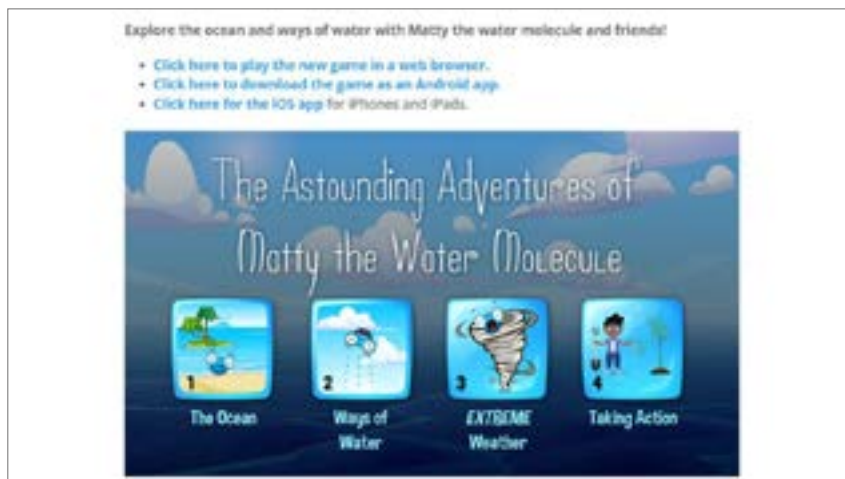 Explore the ocean and ways of water with Matty the water molecule and friends!
Click here to play the new game in a web browser.
Click here to download the game as an Android app.
Click here for the iOS app for iPhones and iPads.
The Astounding Adventures of
Matty the Water Molecule
1
2
3
4
The Ocean
Ways of
Water
EXTREME
Weather
Taking Action